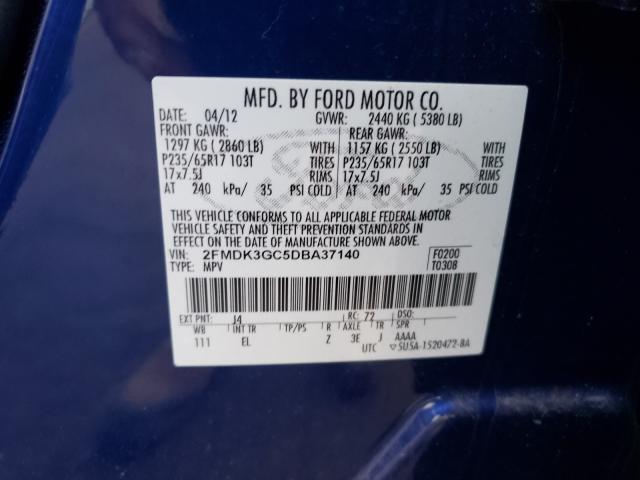 MFD. BY FORD MOTOR CO.
DATE: 04/12 GVWR: 2440 KG ( 5380 LB)
FRONT GAWR: REAR GAWR:
1297 KG ( 2860 LB) WITH 1157 KG ( 2550 LB) WITH
P235/65R17 103T TIRES P235/65R17 103T TIRES
17x7.5J RIMS 17x7.5J RIMS
AT 240 kPa/ 35 PSI COLD AT 240 kPa/ 35 PSI COLD
THIS VEHICLE CONFORMS TO ALL APPLICABLE FEDERAL MOTOR
VEHICLE SAFETY AND THEFT PREVENTION STANDARDS IN
EFFECT ON THE DATE OF MANUFACTURE SHOWN ABOVE.
VIN: 2FMDK3GC5DBA37140 F0200
TYPE: MPV T0308
EXT PNT: J4 RC: 72 DSO:
WB INT TR TP/PS R AXLE TR SPR
111 EL Z 3E J AAAA
UTC 5U5A-1520472-BA
Ford